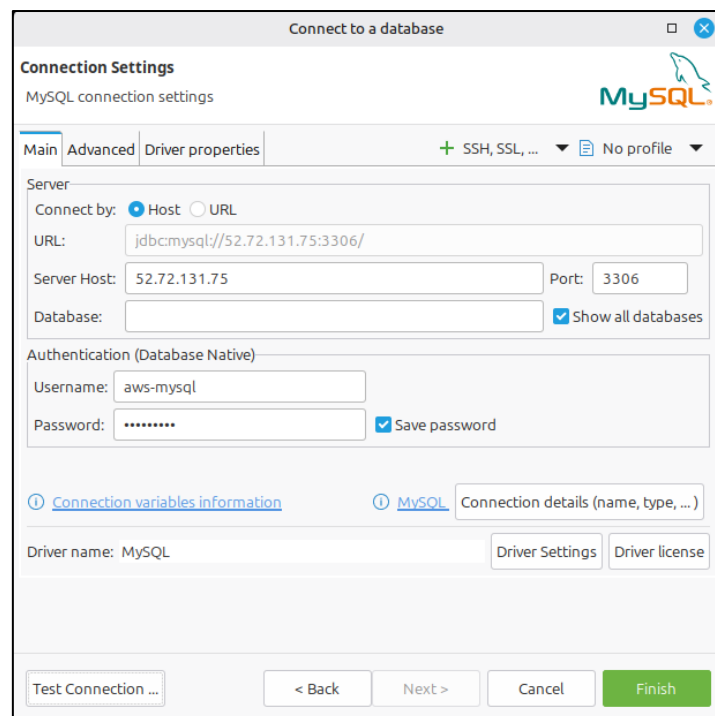 Connect to a database
Connection Settings
MySQL connection settings
MySQL®
Main Advanced Driver properties + SSH, SSL, ... No profile
Server
Connect by: Host URL
URL: jdbc:mysql://52.72.131.75:3306/
Server Host: 52.72.131.75 Port: 3306
Database: Show all databases
Authentication (Database Native)
Username: aws-mysql
Password: •••••••••
Save password
Connection variables information MySQL Connection details (name, type, ... )
Driver name: MySQL Driver Settings Driver license
Test Connection ... < Back Next > Cancel Finish